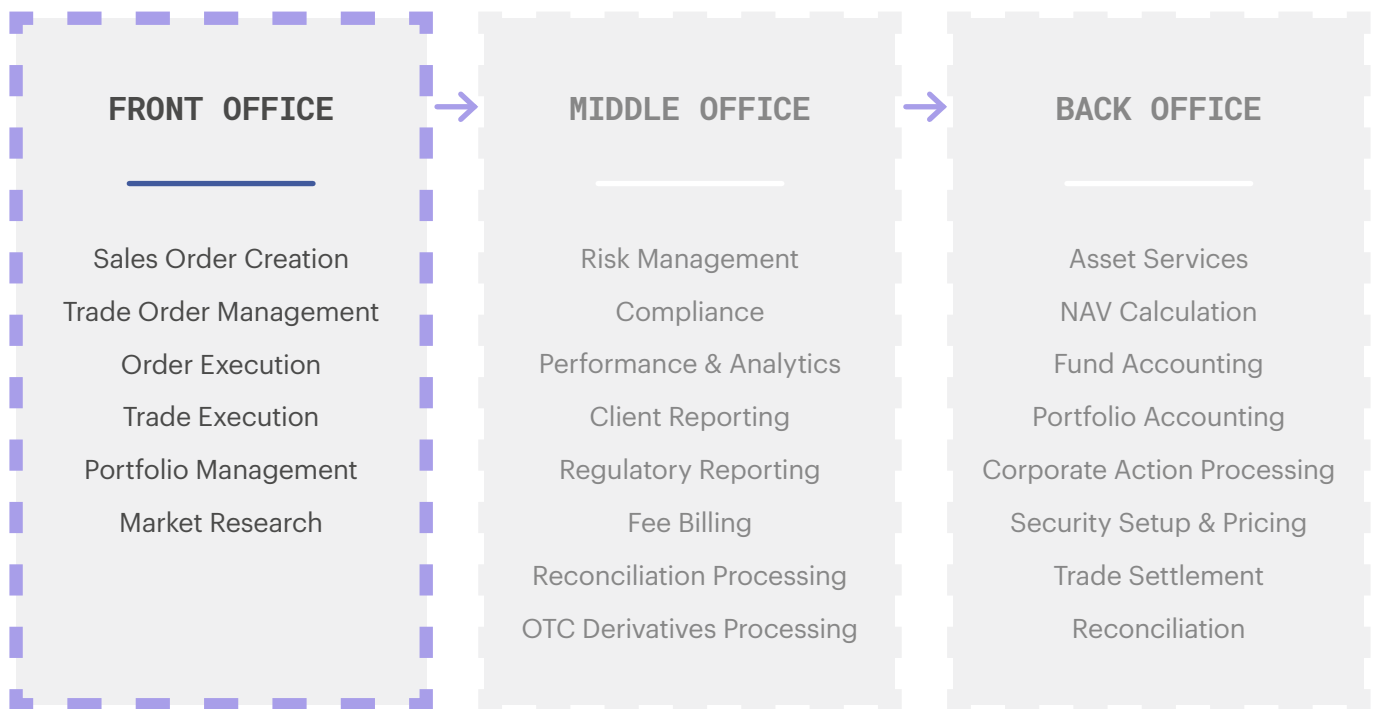 FRONT OFFICE
Sales Order Creation
Trade Order Management
Order Execution
Trade Execution
Portfolio Management
Market Research
MIDDLE OFFICE
Risk Management
Compliance
Performance & Analytics
Client Reporting
Regulatory Reporting
Fee Billing
Reconciliation Processing
OTC Derivatives Processing
BACK OFFICE
Asset Services
NAV Calculation
Fund Accounting
Portfolio Accounting
Corporate Action Processing
Security Setup & Pricing
Trade Settlement
Reconciliation